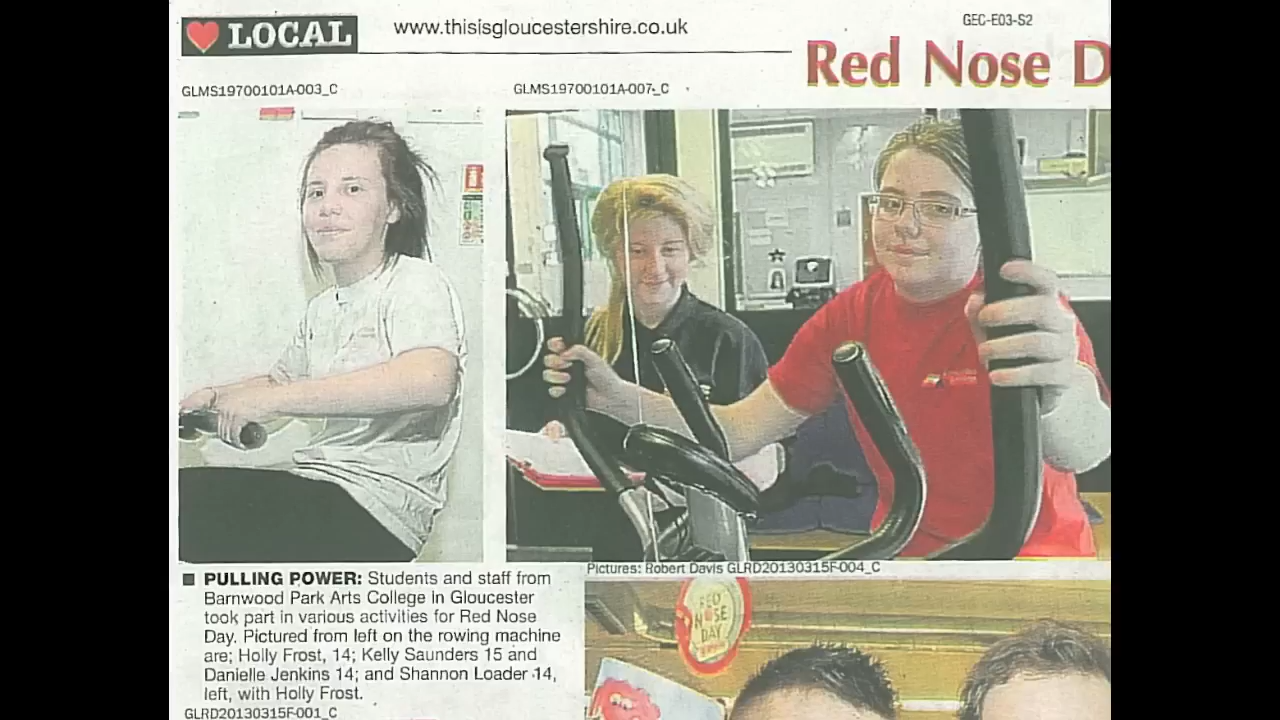 LOCAL
www.thisisgloucestershire.co.uk
GEC-E03-S2
Red Nose D
GLMS19700101A-003_C
GLMS19700101A-007-_C
Pictures: Robert Davis GLRD20130315F-004_C
PULLING POWER: Students and staff from
Barnwood Park Arts College in Gloucester
took part in various activities for Red Nose
Day. Pictured from left on the rowing machine
are; Holly Frost, 14; Kelly Saunders 15 and
Danielle Jenkins 14; and Shannon Loader 14,
left, with Holly Frost.
GLRD20130315F-001_C
RED
NOSE
DAY